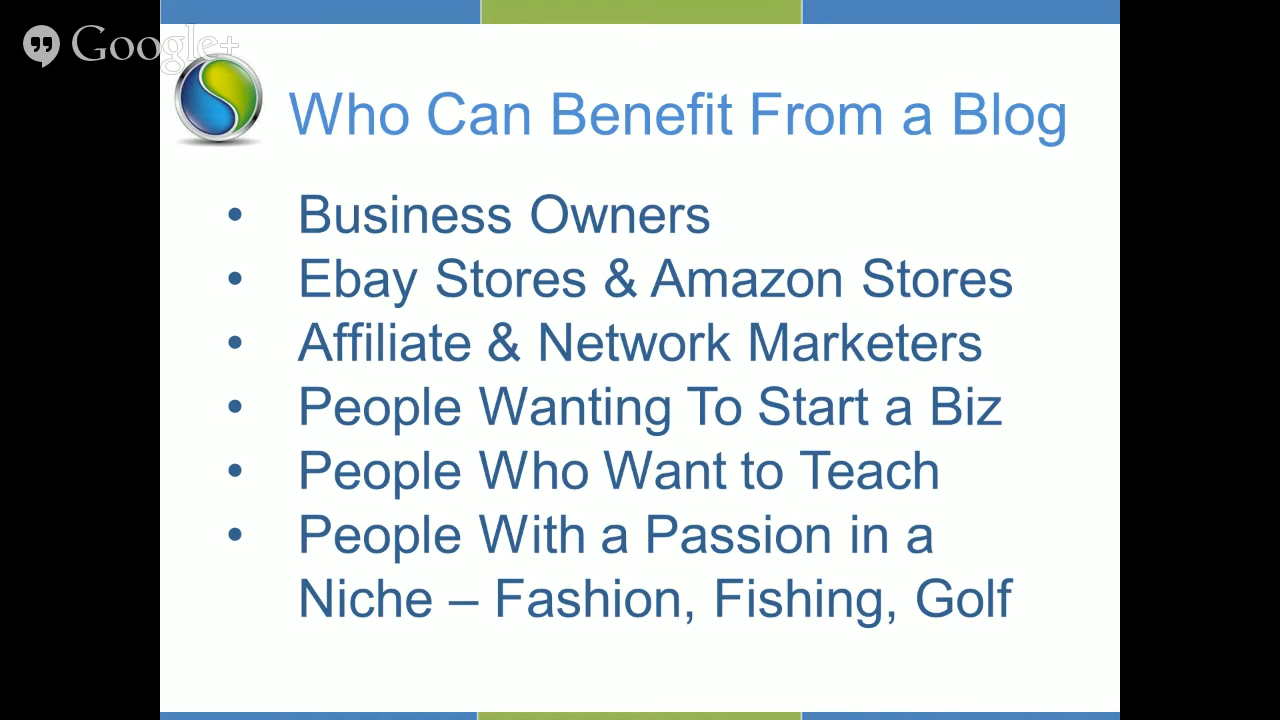 Google+
Who Can Benefit From a Blog
• Business Owners
• Ebay Stores & Amazon Stores
• Affiliate & Network Marketers
• People Wanting To Start a Biz
• People Who Want to Teach
• People With a Passion in a
Niche – Fashion, Fishing, Golf